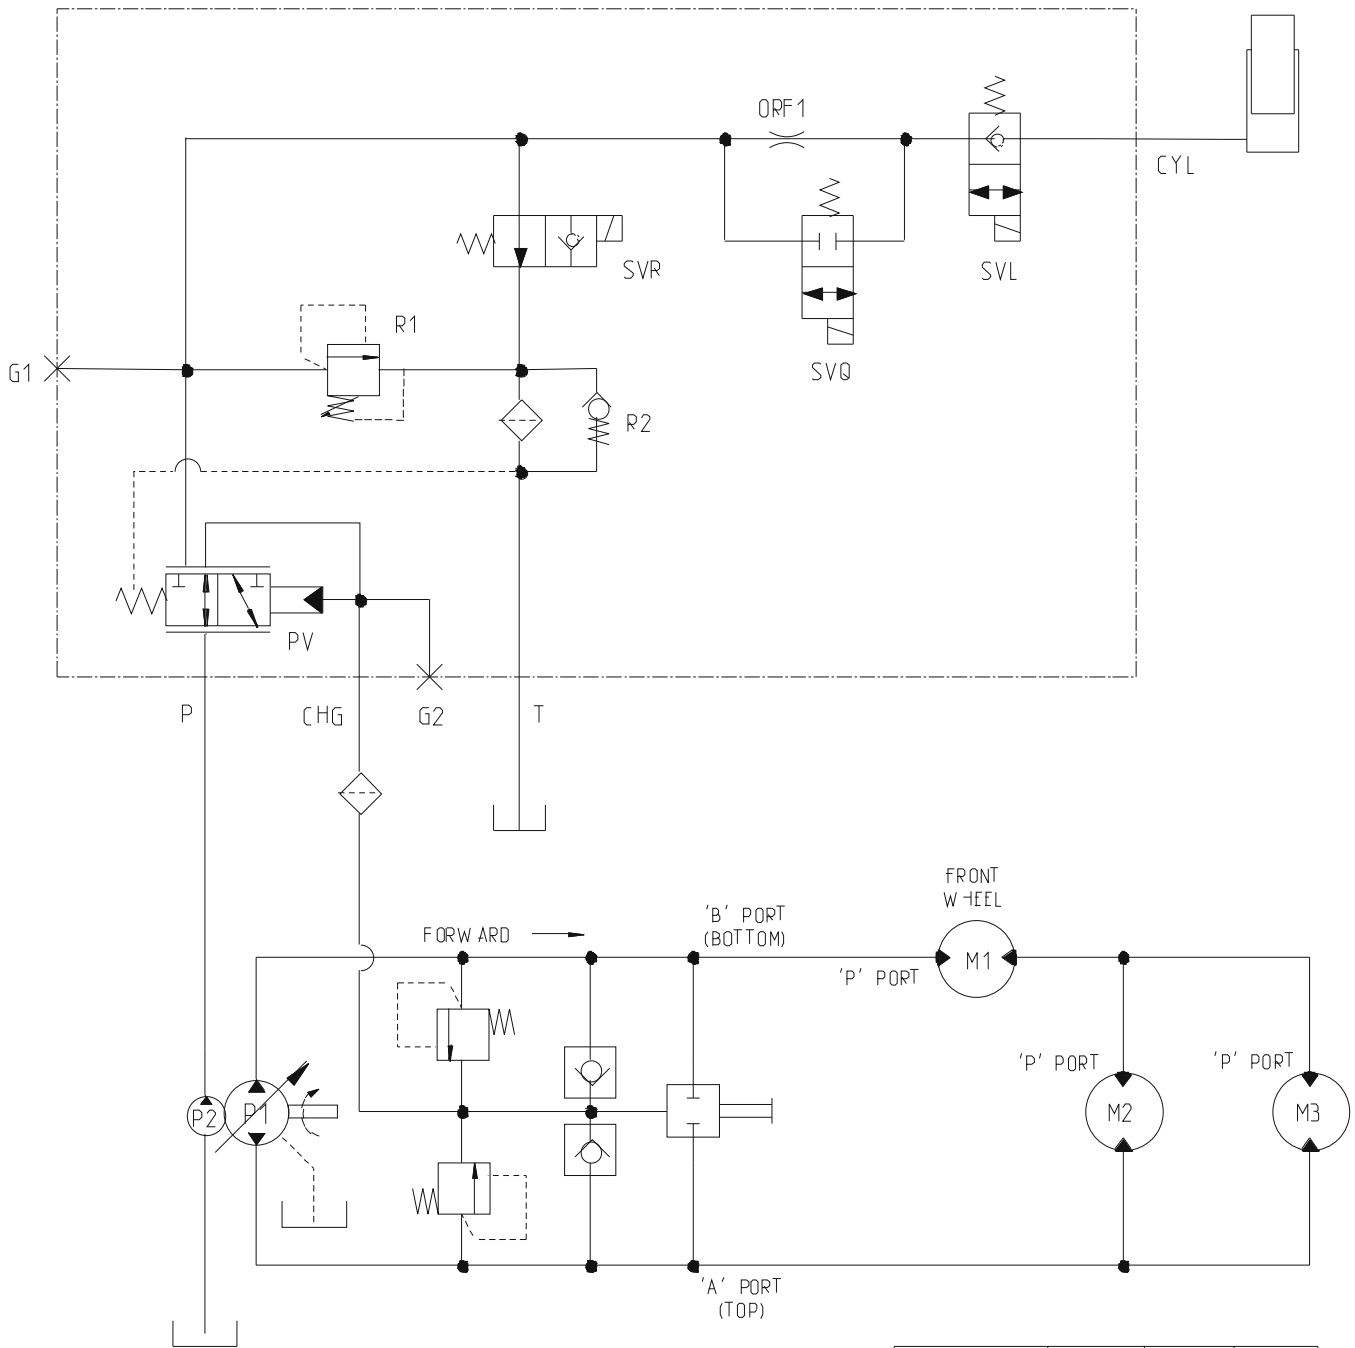 ORF1
CYL
SVR
SVL
R1
G1
SVQ
R2
PV
P
CHG
G2
T
FRONT
WHEEL
'B' PORT
(BOTTOM)
FORWARD
'P' PORT
M1
'P' PORT
'P' PORT
P2
P1
M2
M3
'A' PORT
(TOP)